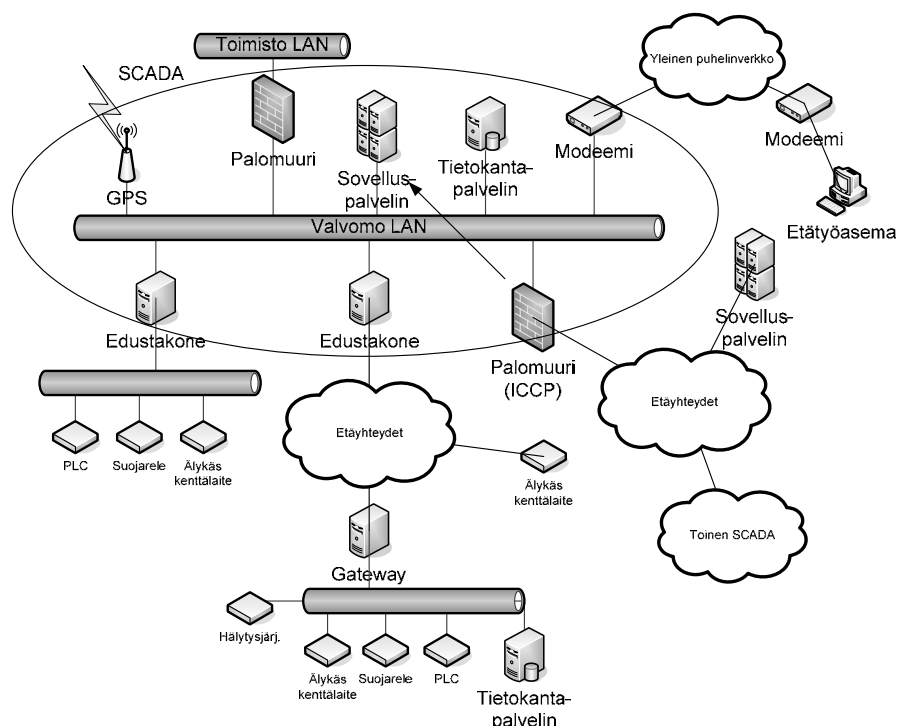 Toimisto LAN
SCADA
Yleinen puhelinverkko
Palomuuri
GPS
Sovellus-
palvelin
Tietokanta-
palvelin
Modeemi
Modeemi
Etätyöasema
Valvomo LAN
Edustakone
Edustakone
Palomuuri
(ICCP)
Sovellus-
palvelin
PLC
Suojarele
Älykäs
kenttälaite
Etäyhteydet
Etäyhteydet
Älykäs
kenttälaite
Toinen SCADA
Gateway
Hälytysjärj.
Älykäs
kenttälaite
Suojarele
PLC
Tietokanta-
palvelin